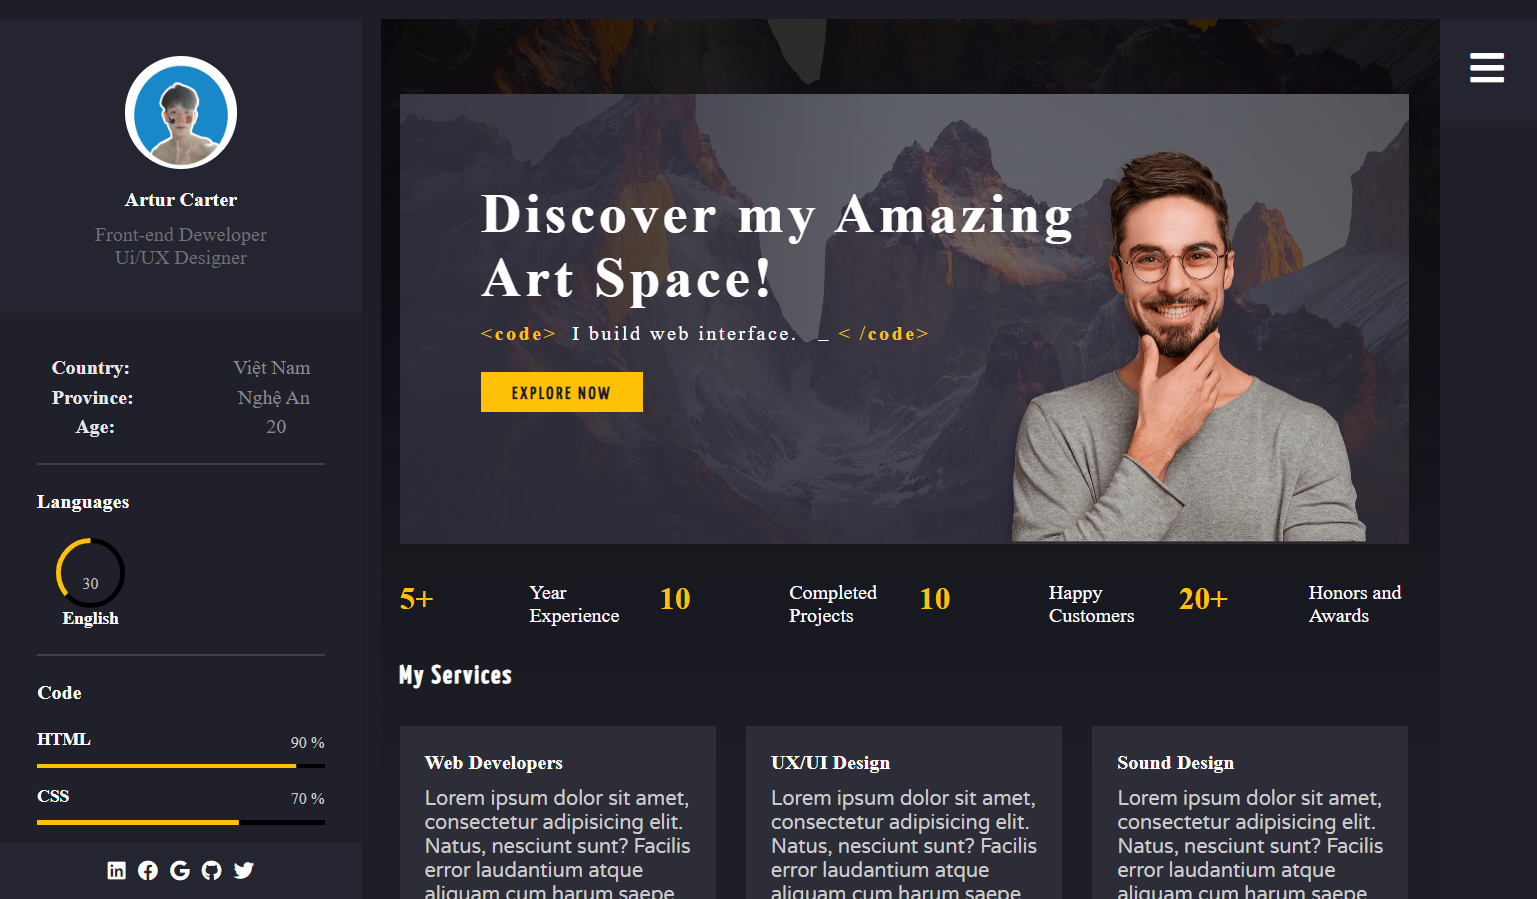 Artur Carter
Front-end Deweloper
Ui/UX Designer
Country: Việt Nam
Province: Nghệ An
Age: 20
Languages
30
English
Code
HTML 90 %
CSS 70 %
Discover my Amazing
Art Space!
<code> I build web interface. _ < /code>
EXPLORE NOW
5+ Year Experience
10 Completed Projects
10 Happy Customers
20+ Honors and Awards
My Services
Web Developers
Lorem ipsum dolor sit amet,
consectetur adipisicing elit.
Natus, nesciunt sunt? Facilis
error laudantium atque
aliquam cum harum saepe
UX/UI Design
Lorem ipsum dolor sit amet,
consectetur adipisicing elit.
Natus, nesciunt sunt? Facilis
error laudantium atque
aliquam cum harum saepe
Sound Design
Lorem ipsum dolor sit amet,
consectetur adipisicing elit.
Natus, nesciunt sunt? Facilis
error laudantium atque
aliquam cum harum saepe